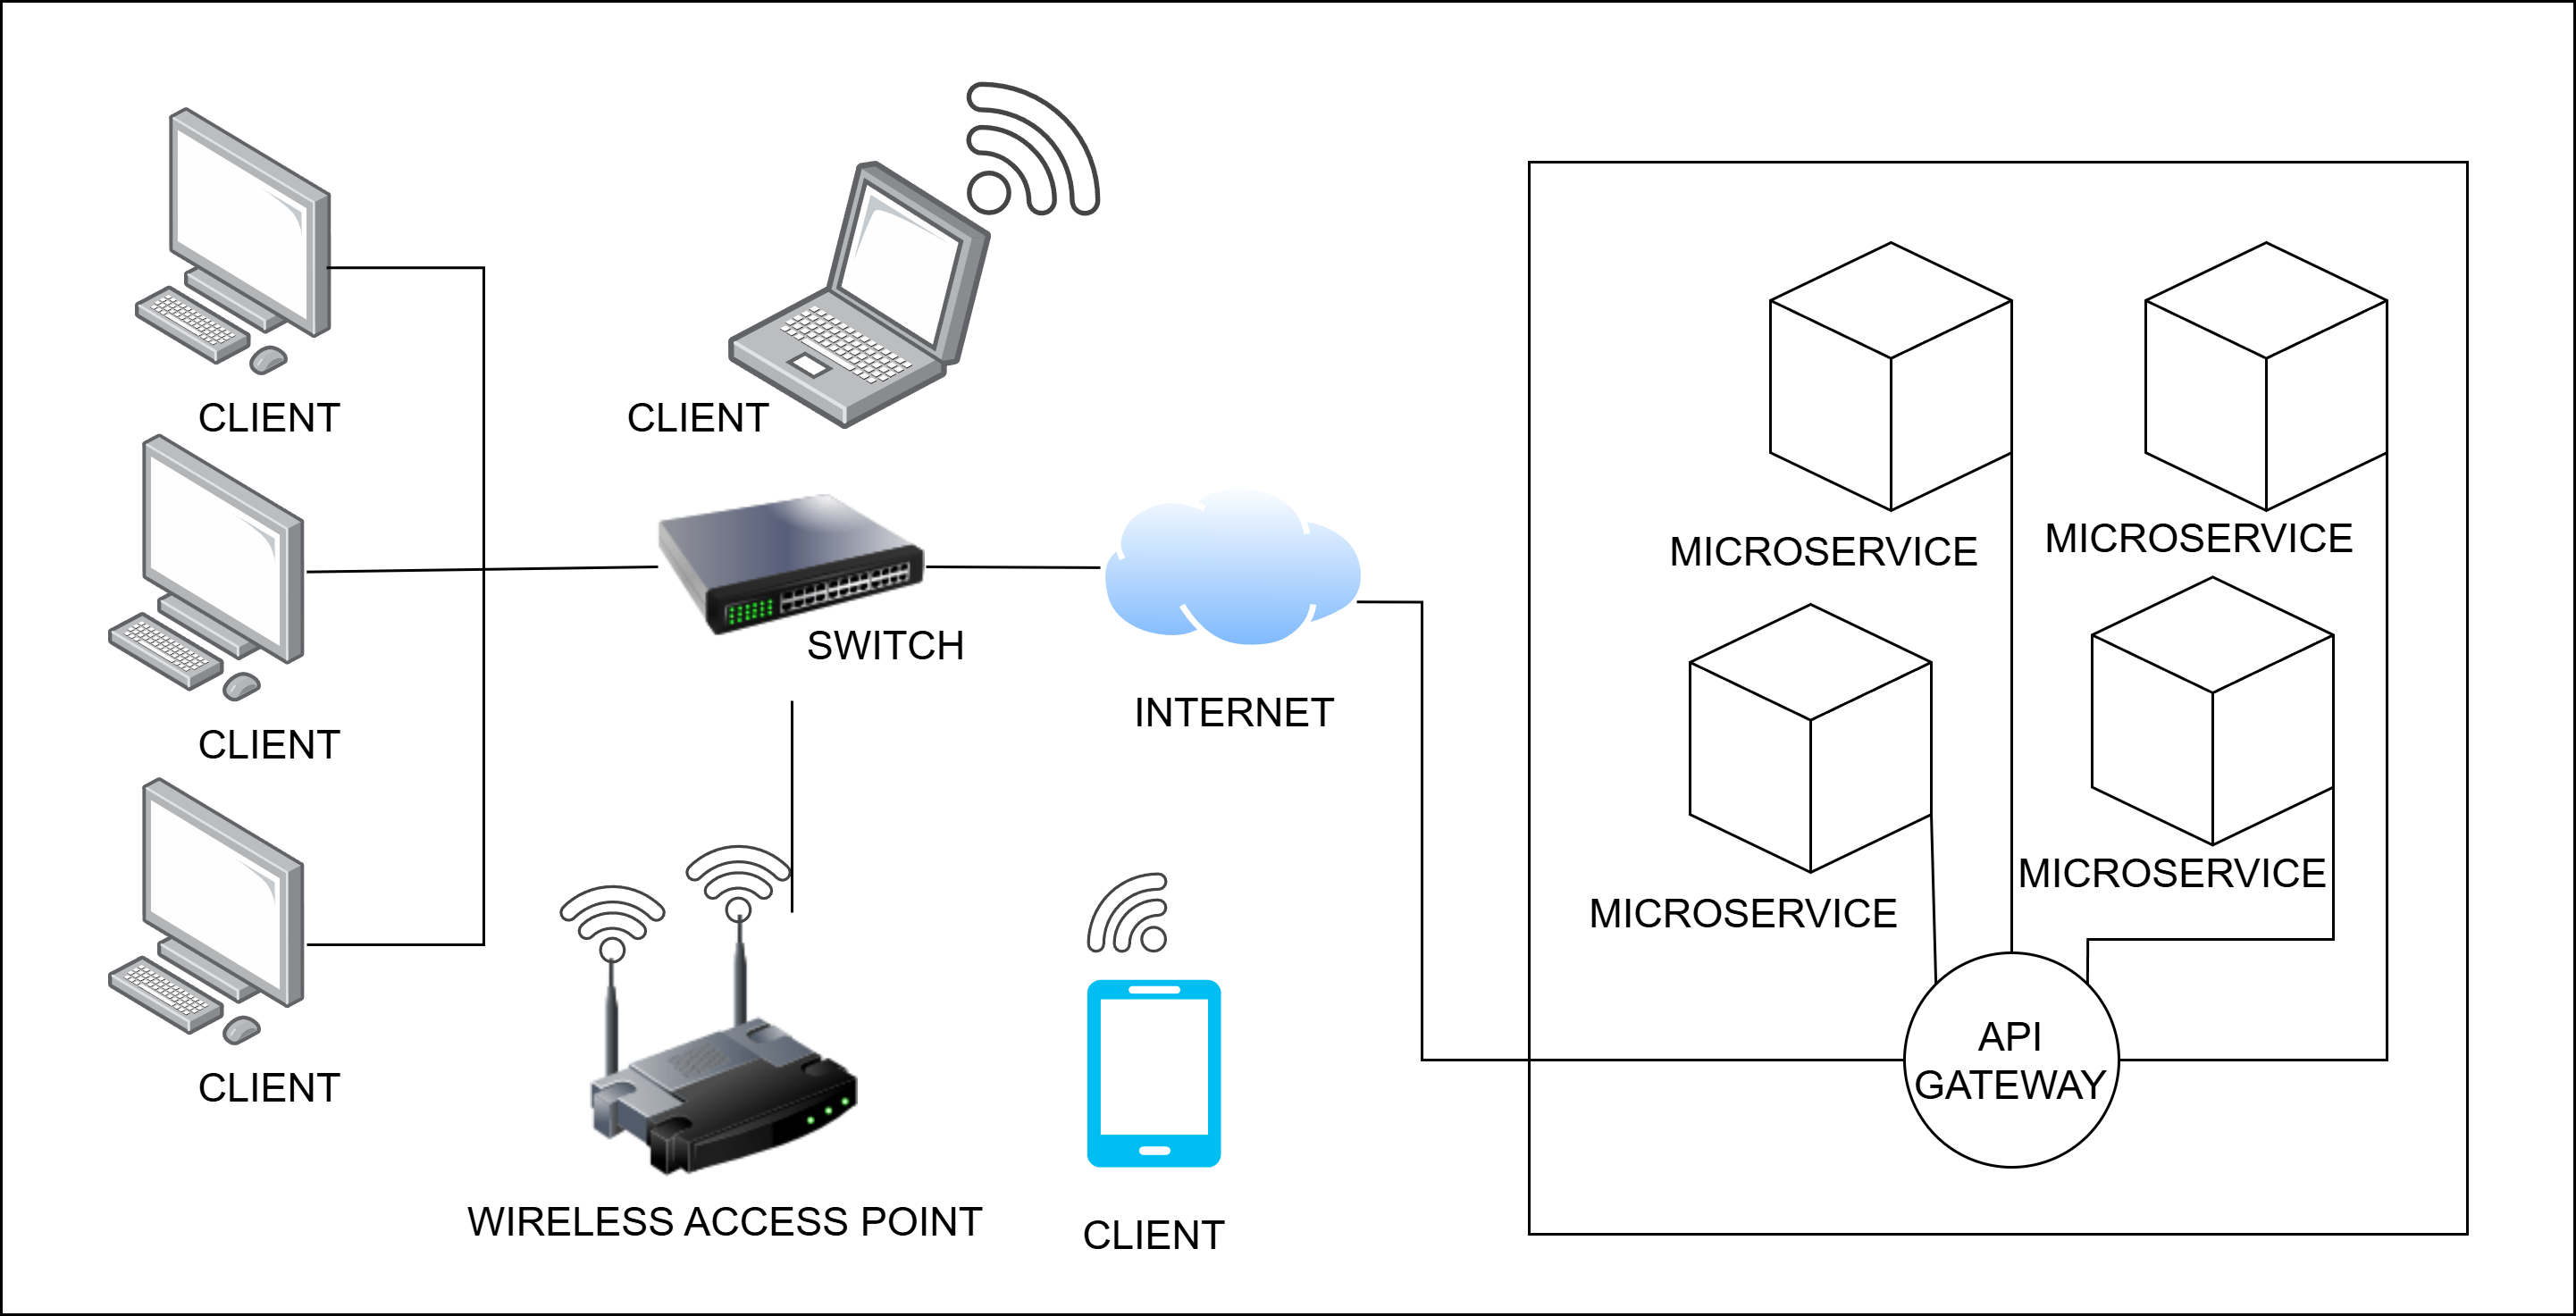 CLIENT
CLIENT
MICROSERVICE
MICROSERVICE
SWITCH
INTERNET
CLIENT
MICROSERVICE
MICROSERVICE
API
GATEWAY
CLIENT
WIRELESS ACCESS POINT
CLIENT